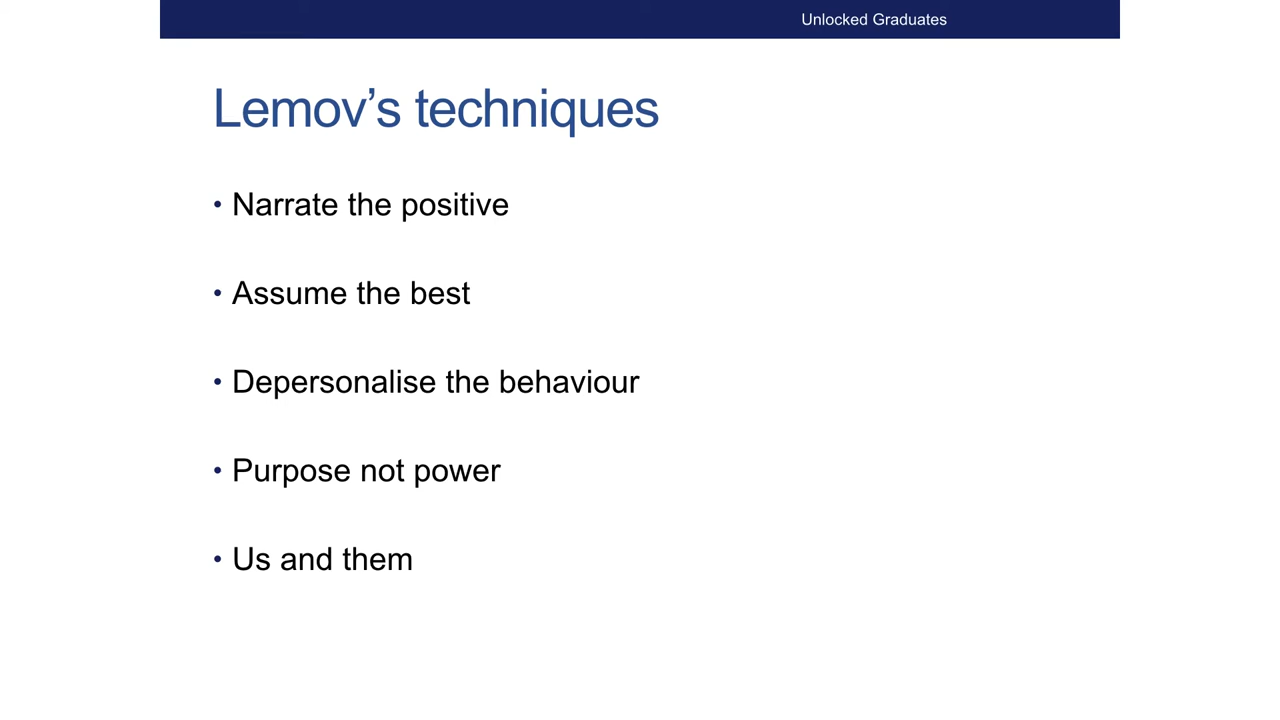 Unlocked Graduates
Lemov’s techniques
• Narrate the positive
• Assume the best
• Depersonalise the behaviour
• Purpose not power
• Us and them